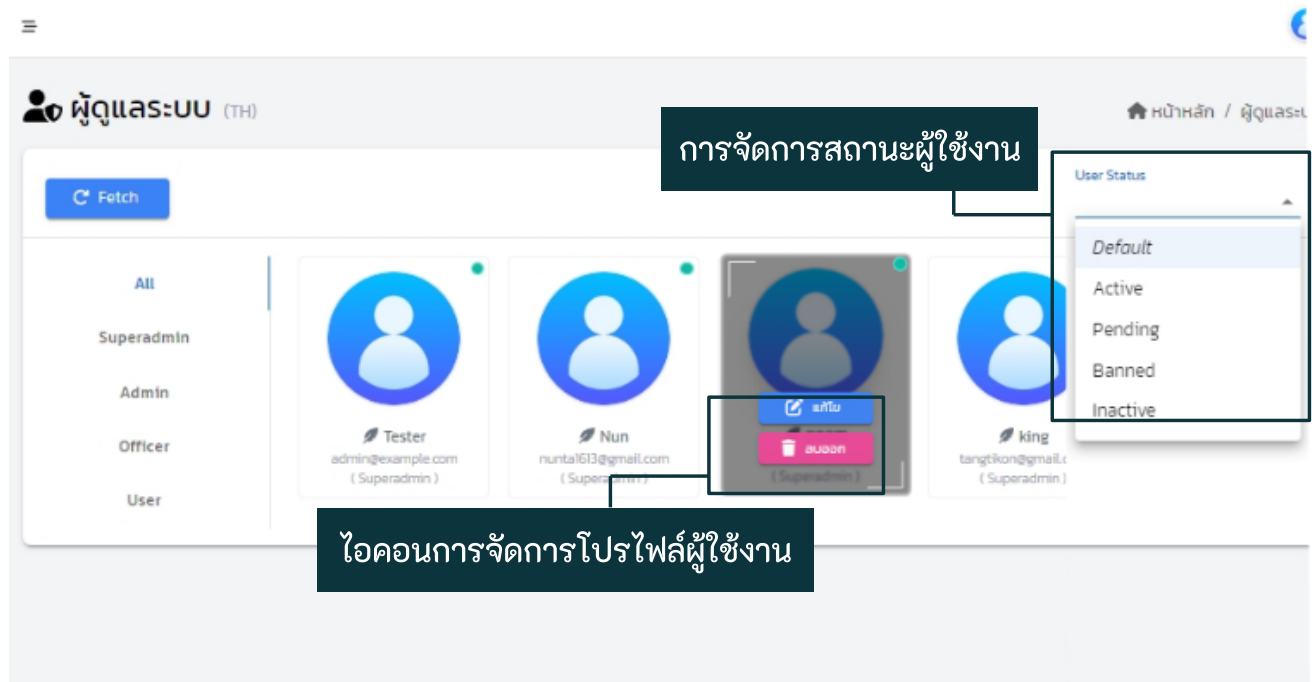 ผู้ดูแลระบบ (TH)
หน้าหลัก / ผู้ดูแลระบ
การจัดการสถานะผู้ใช้งาน
Fetch
User Status
Default
Active
Pending
Banned
Inactive
All
Superadmin
Admin
Officer
User
Tester
admin@example.com
( Superadmin )
Nun
nunta1613@gmail.com
( Superadmin )
แก้ไข
ลบออก
( Superadmin )
king
tangtikon@gmail.c
( Superadmin )
ไอคอนการจัดการโปรไฟล์ผู้ใช้งาน